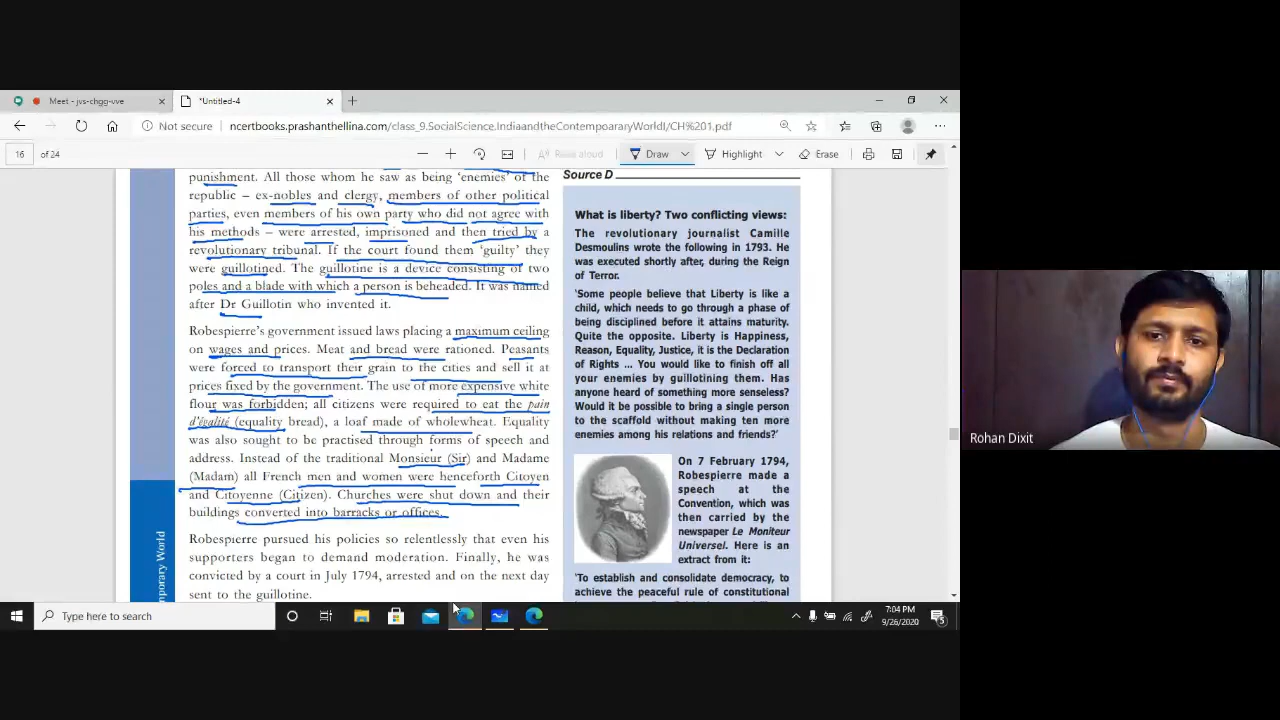 Meet - jvs-chgg-vve
*Untitled-4
Not secure
ncertbooks.prashanthellina.com/class_9.SocialScience.IndiaandtheContempoararyWorldI/CH%201.pdf
16 of 24
Read aloud
Draw
Highlight
Erase
punishment. All those whom he saw as being ‘enemies’ of the
republic – ex-nobles and clergy, members of other political
parties, even members of his own party who did not agree with
his methods – were arrested, imprisoned and then tried by a
revolutionary tribunal. If the court found them ‘guilty’ they
were guillotined. The guillotine is a device consisting of two
poles and a blade with which a person is beheaded. It was named
after Dr Guillotin who invented it.
Robespierre’s government issued laws placing a maximum ceiling
on wages and prices. Meat and bread were rationed. Peasants
were forced to transport their grain to the cities and sell it at
prices fixed by the government. The use of more expensive white
flour was forbidden; all citizens were required to eat the pain
d’égalité (equality bread), a loaf made of wholewheat. Equality
was also sought to be practised through forms of speech and
address. Instead of the traditional Monsieur (Sir) and Madame
(Madam) all French men and women were henceforth Citoyen
and Citoyenne (Citizen). Churches were shut down and their
buildings converted into barracks or offices.
Robespierre pursued his policies so relentlessly that even his
supporters began to demand moderation. Finally, he was
convicted by a court in July 1794, arrested and on the next day
sent to the guillotine.
mporary World
Source D
What is liberty? Two conflicting views:
The revolutionary journalist Camille
Desmoulins wrote the following in 1793. He
was executed shortly after, during the Reign
of Terror.
‘Some people believe that Liberty is like a
child, which needs to go through a phase of
being disciplined before it attains maturity.
Quite the opposite. Liberty is Happiness,
Reason, Equality, Justice, it is the Declaration
of Rights ... You would like to finish off all
your enemies by guillotining them. Has
anyone heard of something more senseless?
Would it be possible to bring a single person
to the scaffold without making ten more
enemies among his relations and friends?’
On 7 February 1794,
Robespierre made a
speech at the
Convention, which was
then carried by the
newspaper Le Moniteur
Universel. Here is an
extract from it:
‘To establish and consolidate democracy, to
achieve the peaceful rule of constitutional
Rohan Dixit
Type here to search
7:04 PM
9/26/2020
5